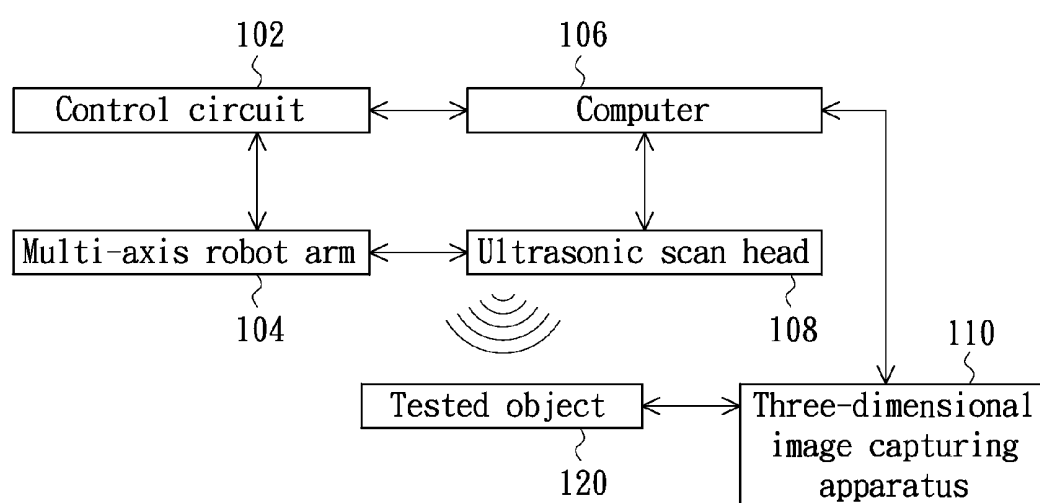 102
106
Control circuit
Computer
Multi-axis robot arm
Ultrasonic scan head
104
108
110
Tested object
Three-dimensional
image capturing
apparatus
120